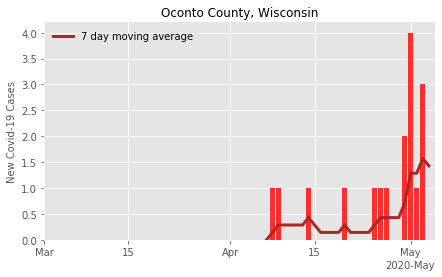 Oconto County, Wisconsin
7 day moving average
New Covid-19 Cases
4.0
3.5
3.0
2.5
2.0
1.5
1.0
0.5
0.0
Mar
15
Apr
15
May
2020-May